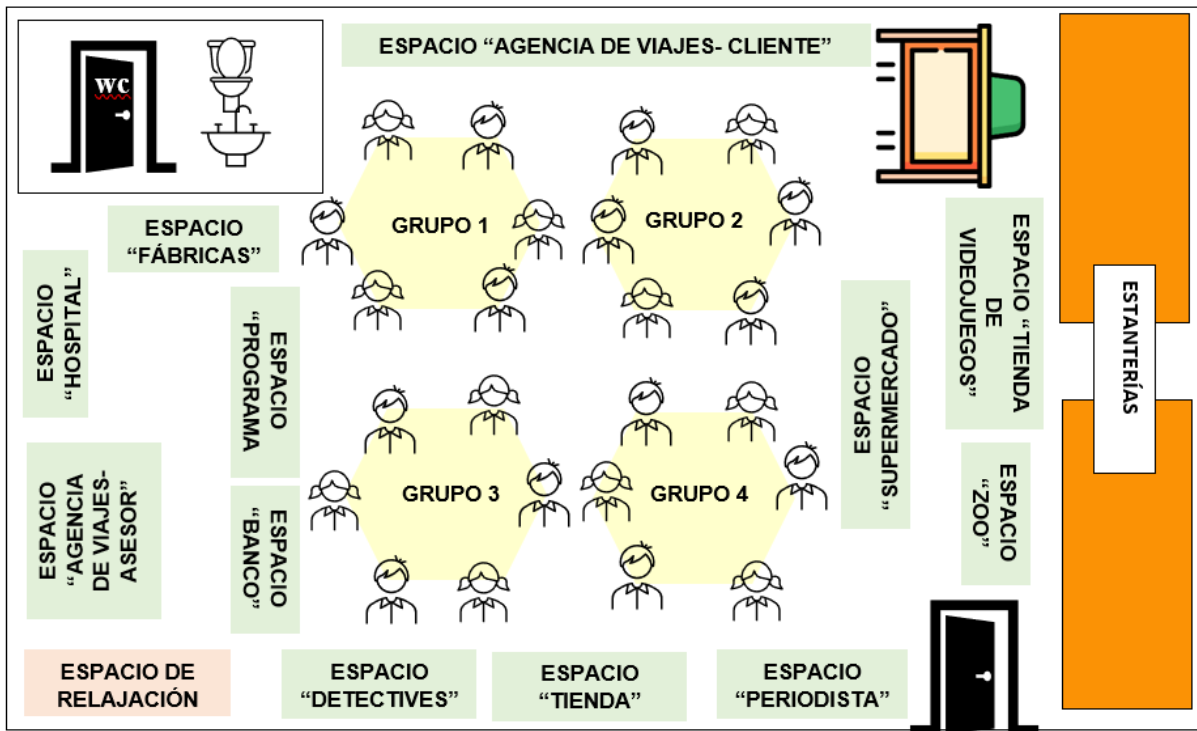 ESPACIO “AGENCIA DE VIAJES- CLIENTE”
wc
ESPACIO
“FÁBRICAS”
GRUPO 1
GRUPO 2
ESPACIO
“HOSPITAL”
ESPACIO
“PROGRAMA
ESPACIO
“SUPERMERCADO”
ESPACIO “TIENDA
DE
VIDEOJUEGOS”
ESTANTERÍAS
ESPACIO
“AGENCIA
DE VIAJES-
ASESOR”
ESPACIO
“BANCO”
GRUPO 3
GRUPO 4
ESPACIO
“ZOO”
ESPACIO DE
RELAJACIÓN
ESPACIO
“DETECTIVES”
ESPACIO
“TIENDA”
ESPACIO
“PERIODISTA”